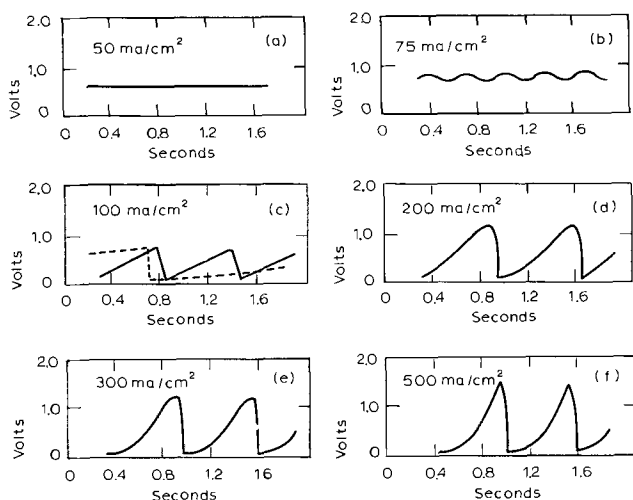 2.0
50 ma/cm²
(a)
1.0
Volts
0
0 0.4 0.8 1.2 1.6
Seconds
2.0
75 ma/cm²
(b)
1.0
Volts
0
0 0.4 0.8 1.2 1.6
Seconds
2.0
100 ma/cm²
(c)
1.0
Volts
0
0 0.4 0.8 1.4 1.6
Seconds
2.0
200 ma/cm²
(d)
1.0
Volts
0
0 0.4 0.8 1.2 1.6
Seconds
2.0
300 ma/cm²
(e)
1.0
Volts
0
0 0.4 0.8 1.2 1.6
Seconds
2.0
500 ma/cm²
(f)
1.0
Volts
0
0 0.4 0.8 1.2 1.6
Seconds